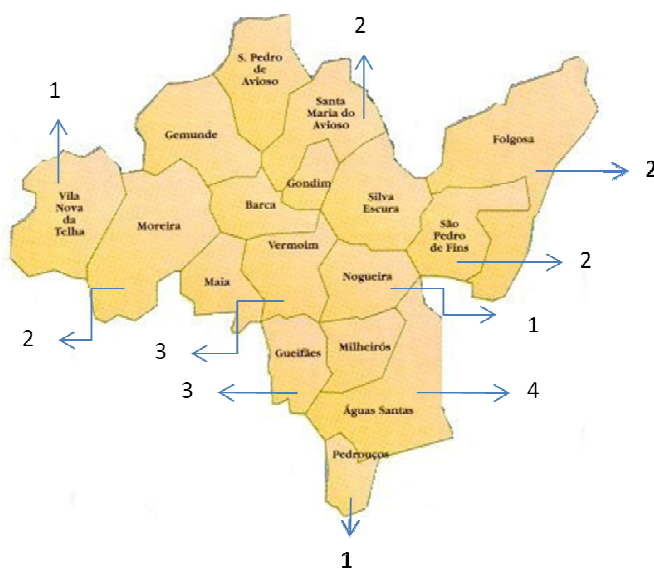 2
S. Pedro
de
Avioso
1
Santa
Maria do
Avioso
Gemunde
Folgosa
2
Gondim
Vila
Nova
da
Telha
Barca
Silva
Escura
Moreira
São
Pedro
de Fins
Vermoim
2
Maia
Nogueira
1
2
3
Gueifães
Milheirós
3
4
Águas Santas
Pedrouços
1